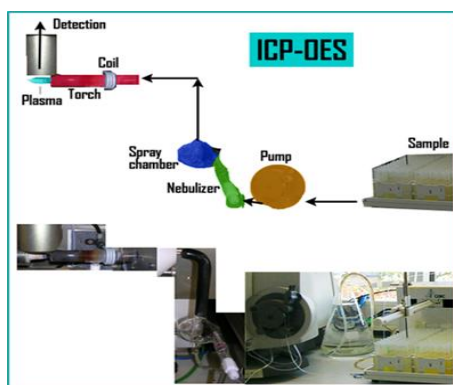 Detection
ICP-OES
Coil
Plasma
Torch
Sample
Spray
chamber
Pump
Nebulizer